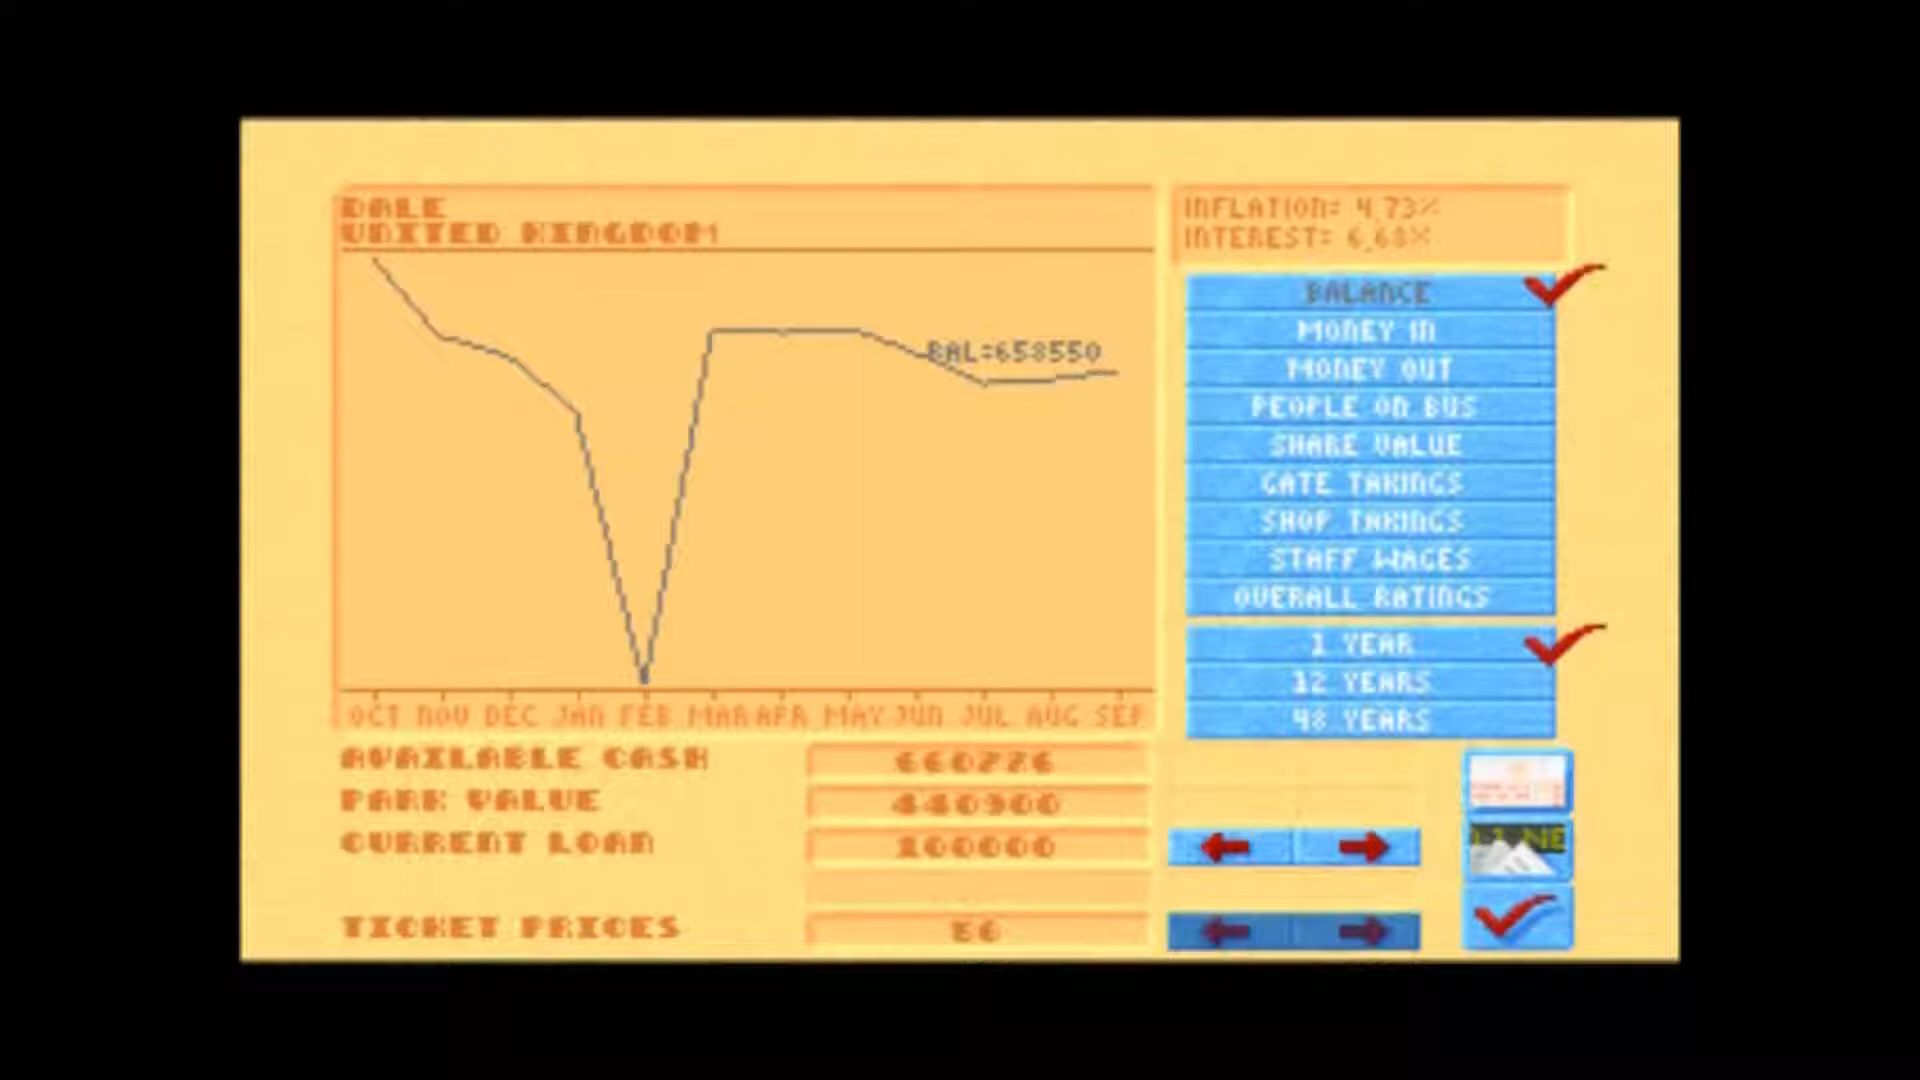 DALE
UNITED KINGDOM
BAL=658550
OCT NOV DEC JAN FEB MAR APR MAY JUN JUL AUG SEP
INFLATION= 4.73%
INTEREST= 6.68%
BALANCE
MONEY IN
MONEY OUT
PEOPLE ON BUS
SHARE VALUE
GATE TAKINGS
SHOP TAKINGS
STAFF WAGES
OVERALL RATINGS
1 YEAR
12 YEARS
48 YEARS
AVAILABLE CASH 660226
PARK VALUE 440900
CURRENT LOAN 100000
TICKET PRICES